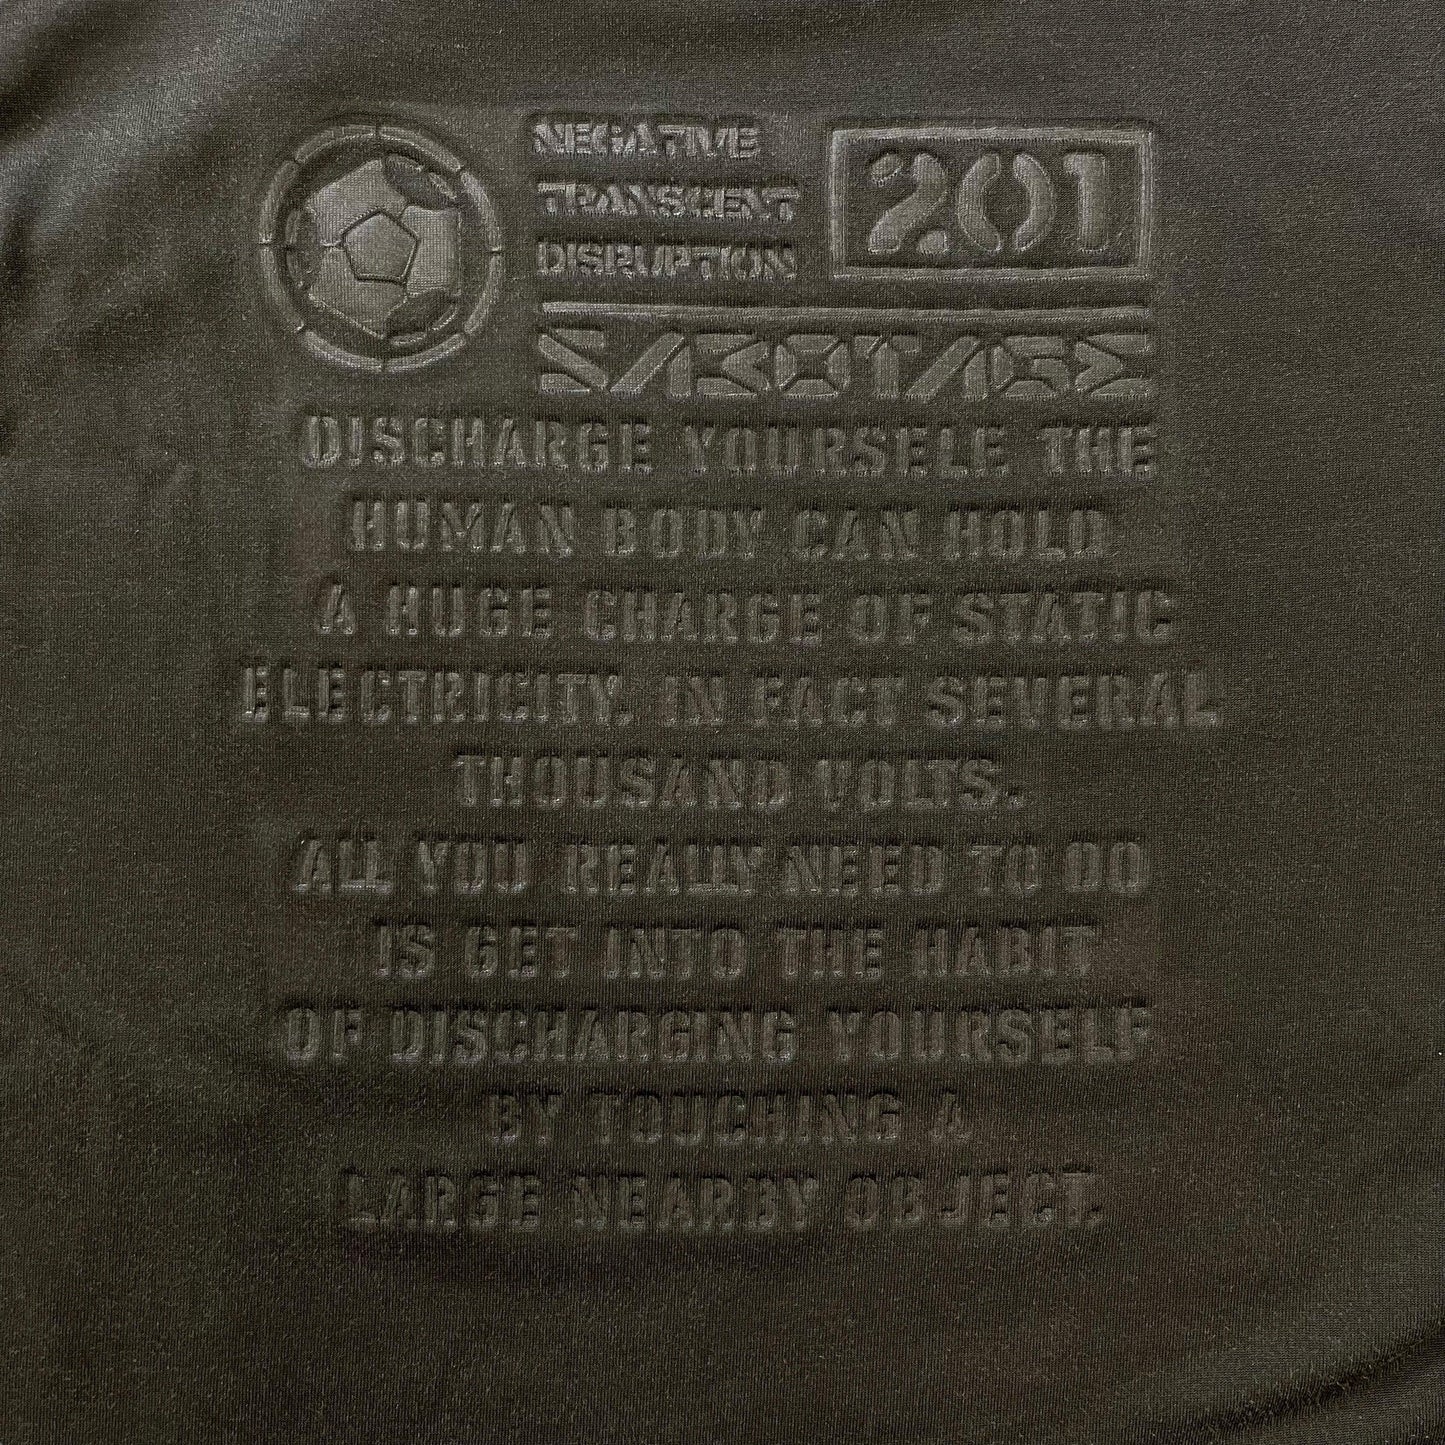 NEGATIVE
TRANSCENT
DISRUPTION
201
SABOTAGE
DISCHARGE YOURSELF THE
HUMAN BODY CAN HOLD
A HUGE CHARGE OF STATIC
ELECTRICITY. IN FACT SEVERAL
THOUSAND VOLTS.
ALL YOU REALLY NEED TO DO
IS GET INTO THE HABIT
OF DISCHARGING YOURSELF
BY TOUCHING A
LARGE NEARBY OBJECT.